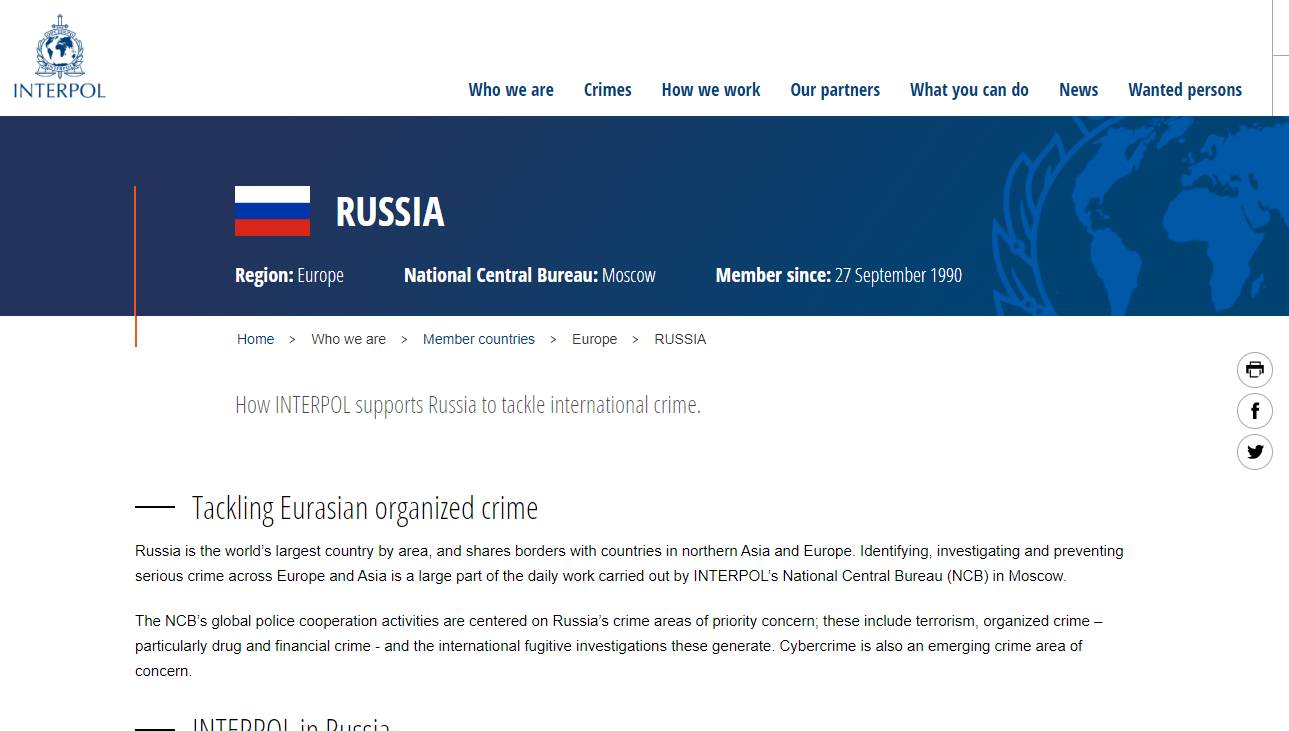 INTERPOL
Who we are Crimes How we work Our partners What you can do News Wanted persons
RUSSIA
Region: Europe National Central Bureau: Moscow Member since: 27 September 1990
Home > Who we are > Member countries > Europe > RUSSIA
How INTERPOL supports Russia to tackle international crime.
Tackling Eurasian organized crime
Russia is the world’s largest country by area, and shares borders with countries in northern Asia and Europe. Identifying, investigating and preventing
serious crime across Europe and Asia is a large part of the daily work carried out by INTERPOL’s National Central Bureau (NCB) in Moscow.
The NCB’s global police cooperation activities are centered on Russia’s crime areas of priority concern; these include terrorism, organized crime –
particularly drug and financial crime - and the international fugitive investigations these generate. Cybercrime is also an emerging crime area of
concern.
INTERPOL in Russia